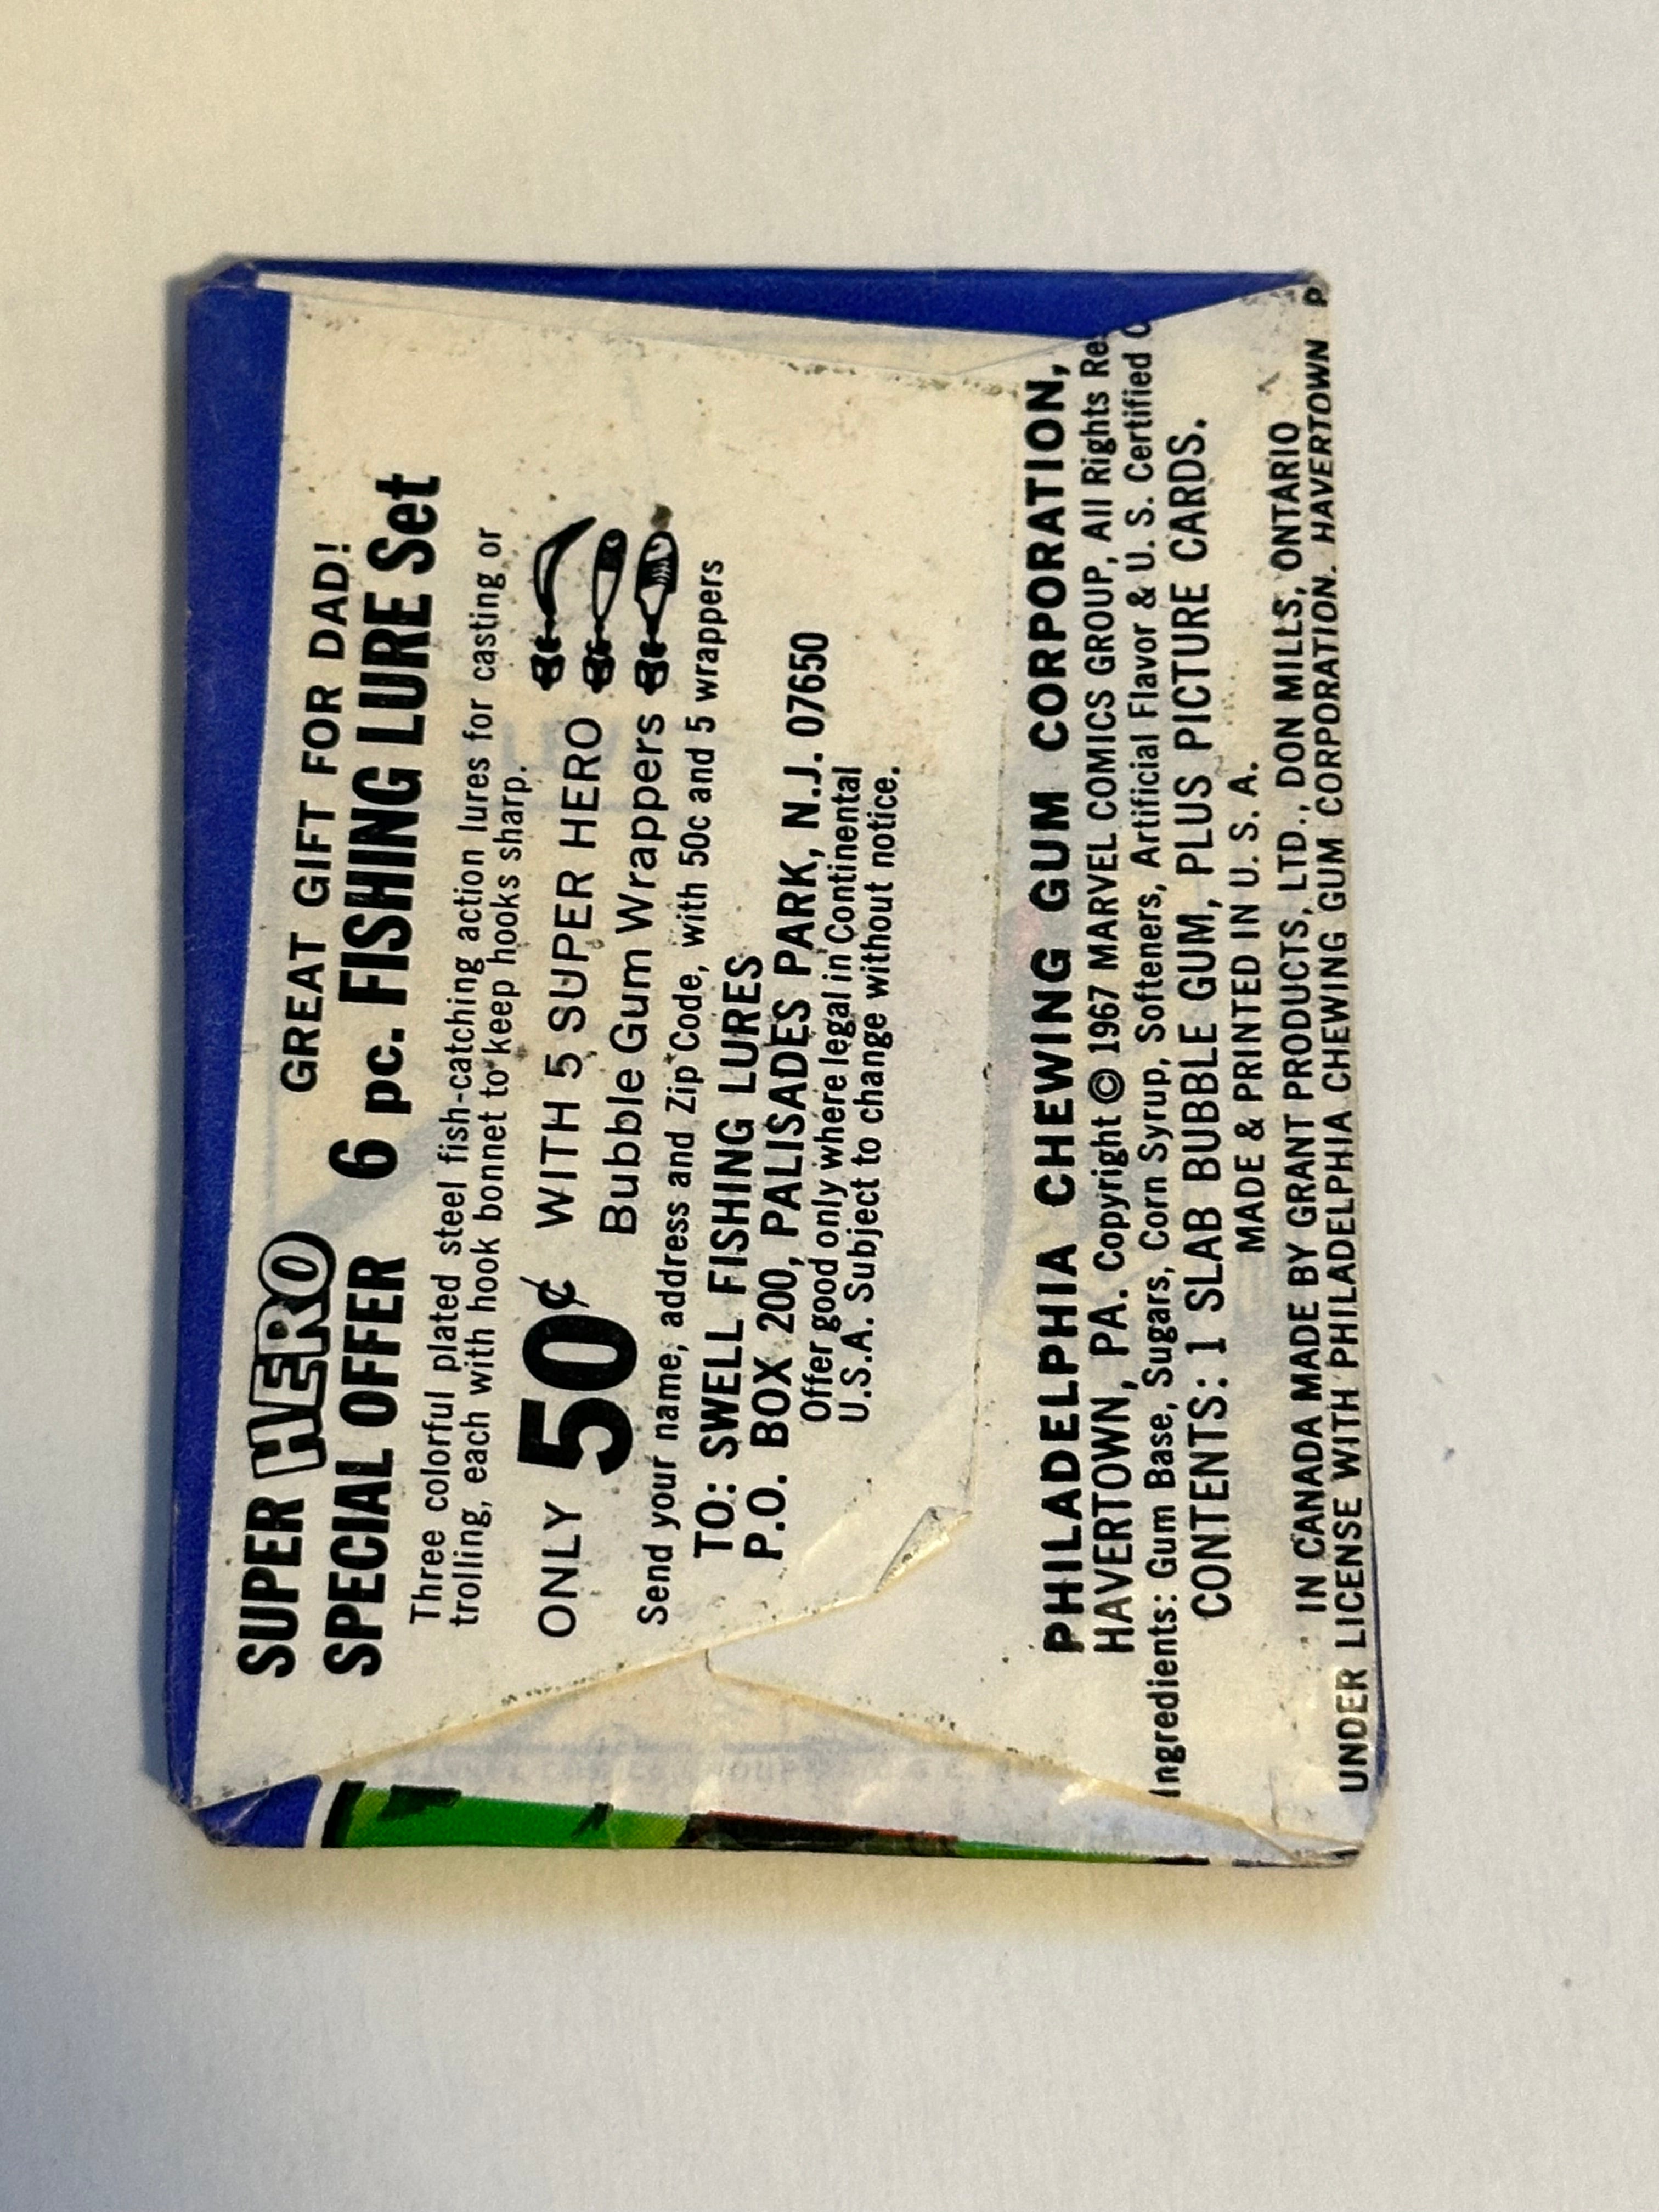 SUPER HERO GREAT GIFT FOR DAD!
SPECIAL OFFER 6 pc. FISHING LURE Set
Three colorful plated steel fish-catching action lures for casting or
trolling, each with hook bonnet to keep hooks sharp.
ONLY 50¢ WITH 5 SUPER HERO
Bubble Gum Wrappers
Send your name, address and Zip Code, with 50c and 5 wrappers
TO: SWELL FISHING LURES
P.O. BOX 200, PALISADES PARK, N.J. 07650
Offer good only where legal in Continental
U.S.A. Subject to change without notice.
PHILADELPHIA CHEWING GUM CORPORATION,
HAVERTOWN, PA. Copyright © 1967 MARVEL COMICS GROUP, All Rights Re
Ingredients: Gum Base, Sugars, Corn Syrup, Softeners, Artificial Flavor & U. S. Certified C
CONTENTS: 1 SLAB BUBBLE GUM, PLUS PICTURE CARDS.
MADE & PRINTED IN U. S. A.
IN CANADA MADE BY GRANT PRODUCTS, LTD., DON MILLS, ONTARIO
UNDER LICENSE WITH PHILADELPHIA CHEWING GUM CORPORATION. HAVERTOWN P